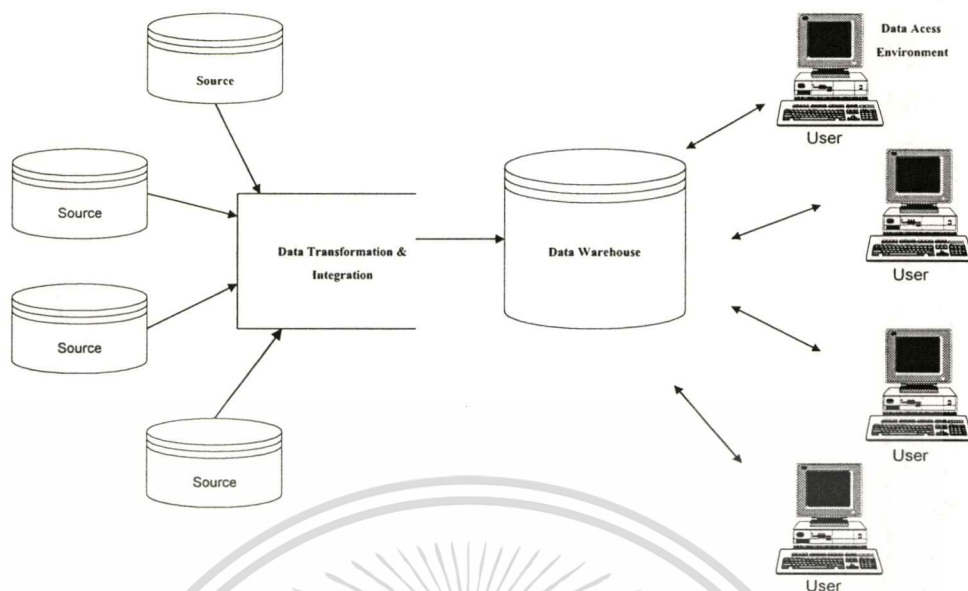 Source
Data Acess
Environment
User
Source
Data Transformation &
Integration
Data Warehouse
User
Source
User
Source
User